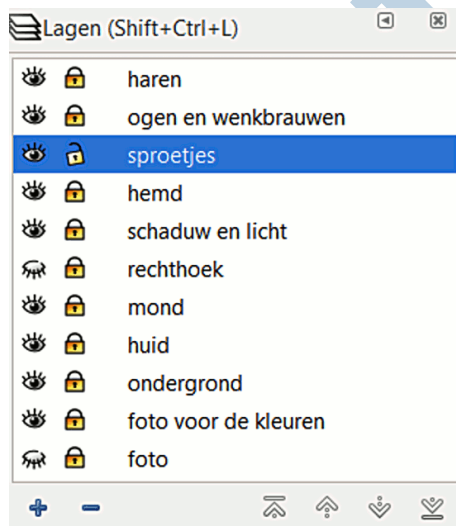 Lagen (Shift+Ctrl+L)
haren
ogen en wenkbrauwen
sproetjes
hemd
schaduw en licht
rechthoek
mond
huid
ondergrond
foto voor de kleuren
foto